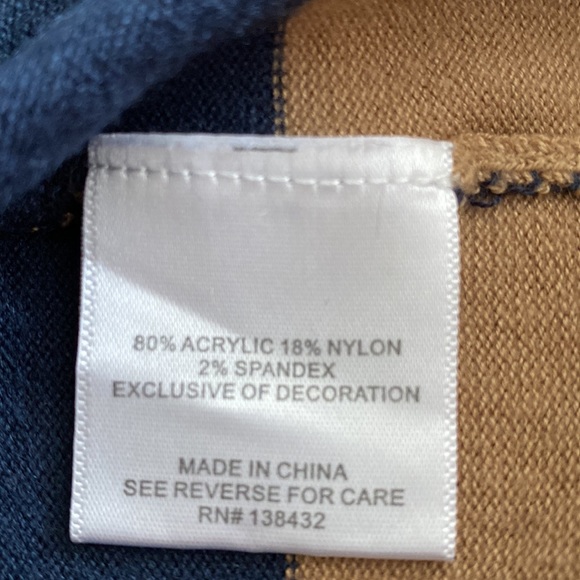 80% ACRYLIC 18% NYLON
2% SPANDEX
EXCLUSIVE OF DECORATION
MADE IN CHINA
SEE REVERSE FOR CARE
RN# 138432